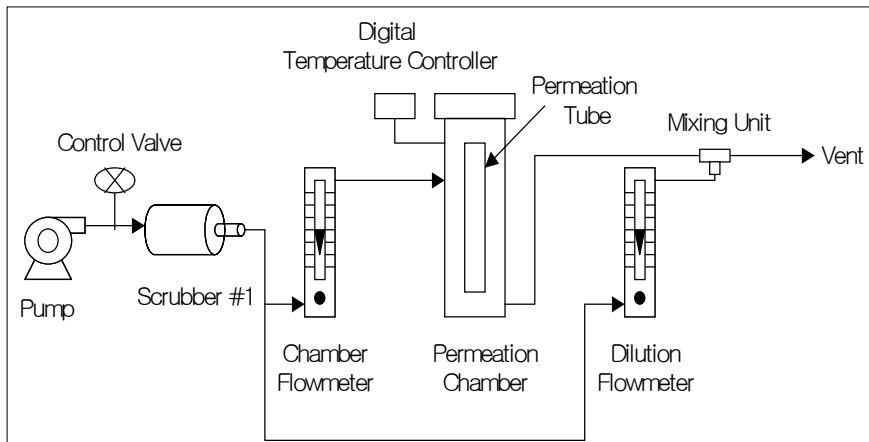 Digital
Temperature Controller
Permeation
Tube
Mixing Unit
Control Valve
Vent
Pump
Scrubber #1
Chamber
Flowmeter
Permeation
Chamber
Dilution
Flowmeter